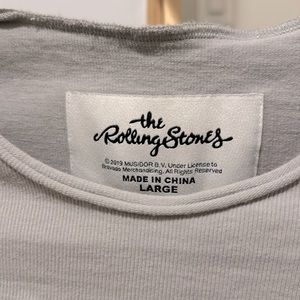 the
Rolling Stones
© 2019 MUSIDOR B.V. Under License to
Bravado Merchandising. All Rights Reserved
MADE IN CHINA
LARGE